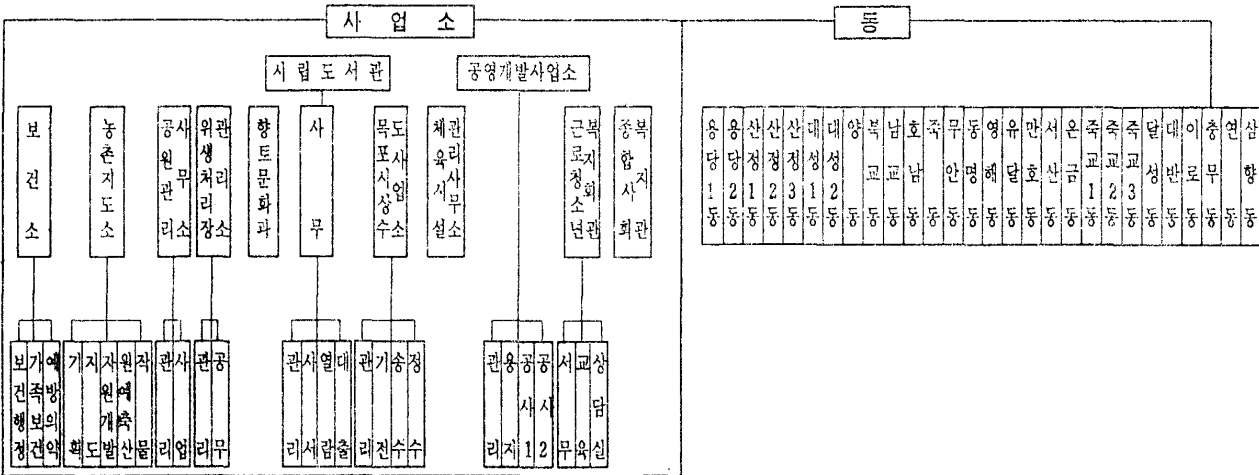 사업소
동
시립도서관
공영개발사업소
보건소
농촌지도소
공원관리사무소
위생처리장관리소
향토문화과
사무
목포시상수도사업소
체육시설관리사무소
근로청소년복지회관
종합사회복지관
용당1동
용당2동
산정1동
산정2동
산정3동
대성1동
대성2동
양동
북교동
남교동
호남동
죽동
무안동
동명동
영해동
유달동
만호동
서산동
온금동
죽교1동
죽교2동
죽교3동
달성동
대반동
이로동
충무동
연동
삼향동
보건행정
가족보건
예방의약
기획
지도
자원개발
원예축산
작물
관리
사업
관리
공무
관리
사서
열람
대출
관리
기전
송수
정수
관리
용지
공사1
공사2
서무
교육
상담실